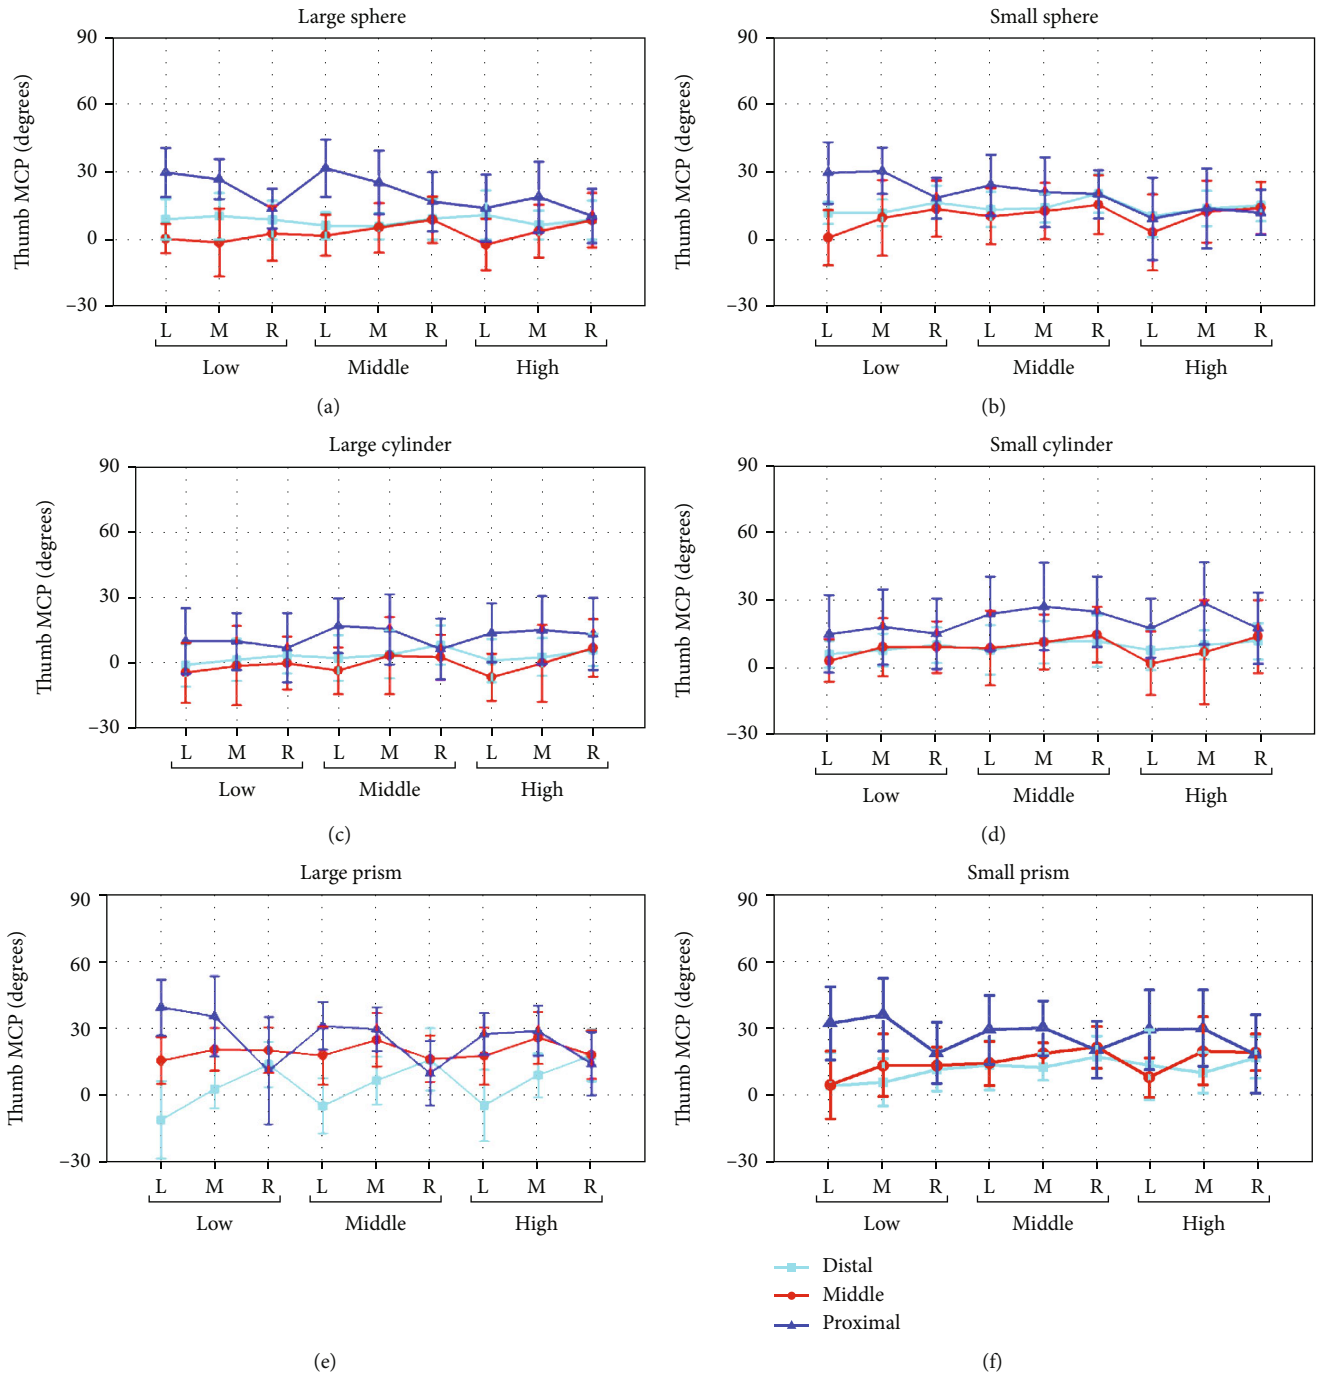 Large sphere
90
60
30
0
–30
Thumb MCP (degrees)
L M R L M R L M R
Low Middle High
(a)
Small sphere
90
60
30
0
–30
Thumb MCP (degrees)
L M R L M R L M R
Low Middle High
(b)
Large cylinder
90
60
30
0
–30
Thumb MCP (degrees)
L M R L M R L M R
Low Middle High
(c)
Small cylinder
90
60
30
0
–30
Thumb MCP (degrees)
L M R L M R L M R
Low Middle High
(d)
Large prism
90
60
30
0
–30
Thumb MCP (degrees)
L M R L M R L M R
Low Middle High
(e)
Small prism
90
60
30
0
–30
Thumb MCP (degrees)
L M R L M R L M R
Low Middle High
Distal
Middle
Proximal
(f)